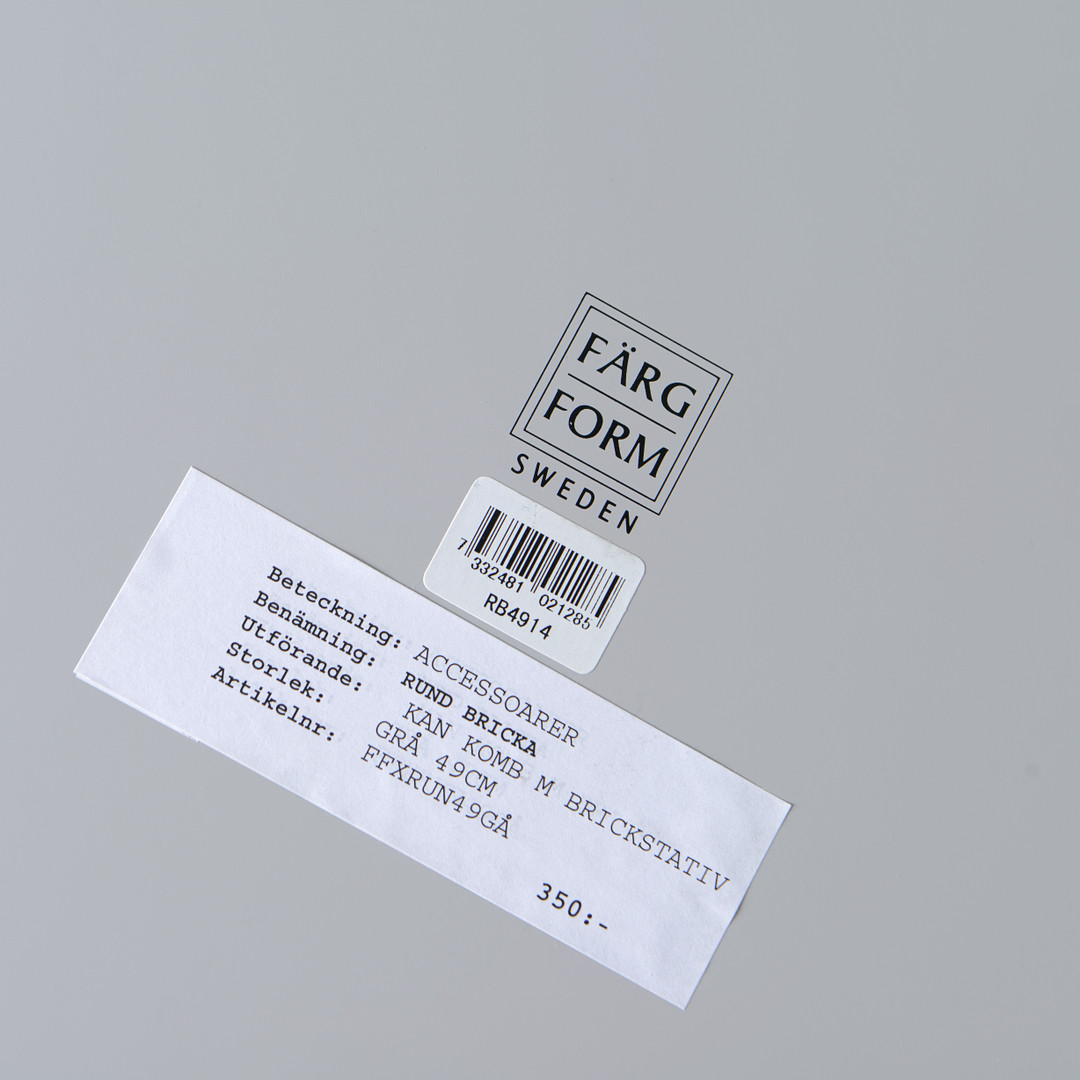 FÄRG
FORM
SWEDEN
7 332481 021285
RB4914
Beteckning: ACCESSOARER
Benämning: RUND BRICKA
Utförande: KAN KOMB M BRICKSTATIV
Storlek: GRÅ 49CM
Artikelnr: FFXRUN49GÅ
350:-